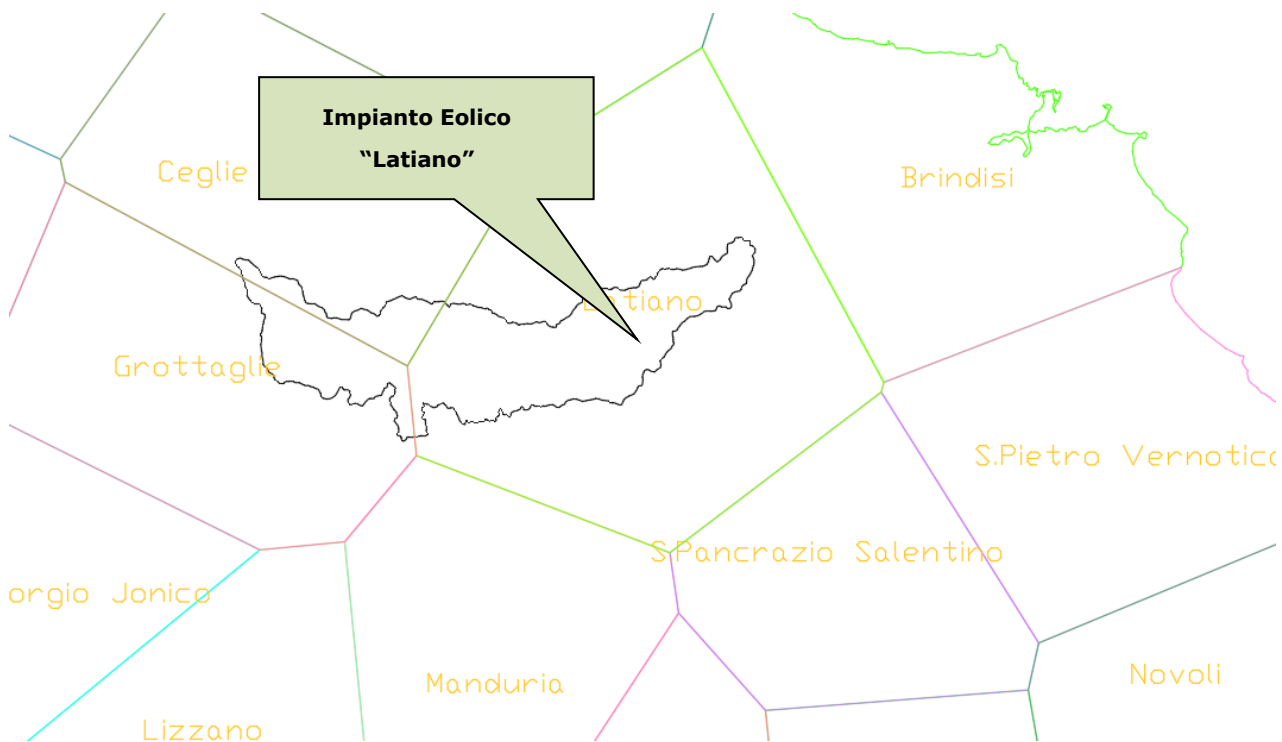 Impianto Eolico
“Latiano”
Ceglie
Brindisi
Latiano
Grottaglie
S.Pietro Vernotico
S.Pancrazio Salentino
orgio Jonico
Manduria
Novoli
Lizzano